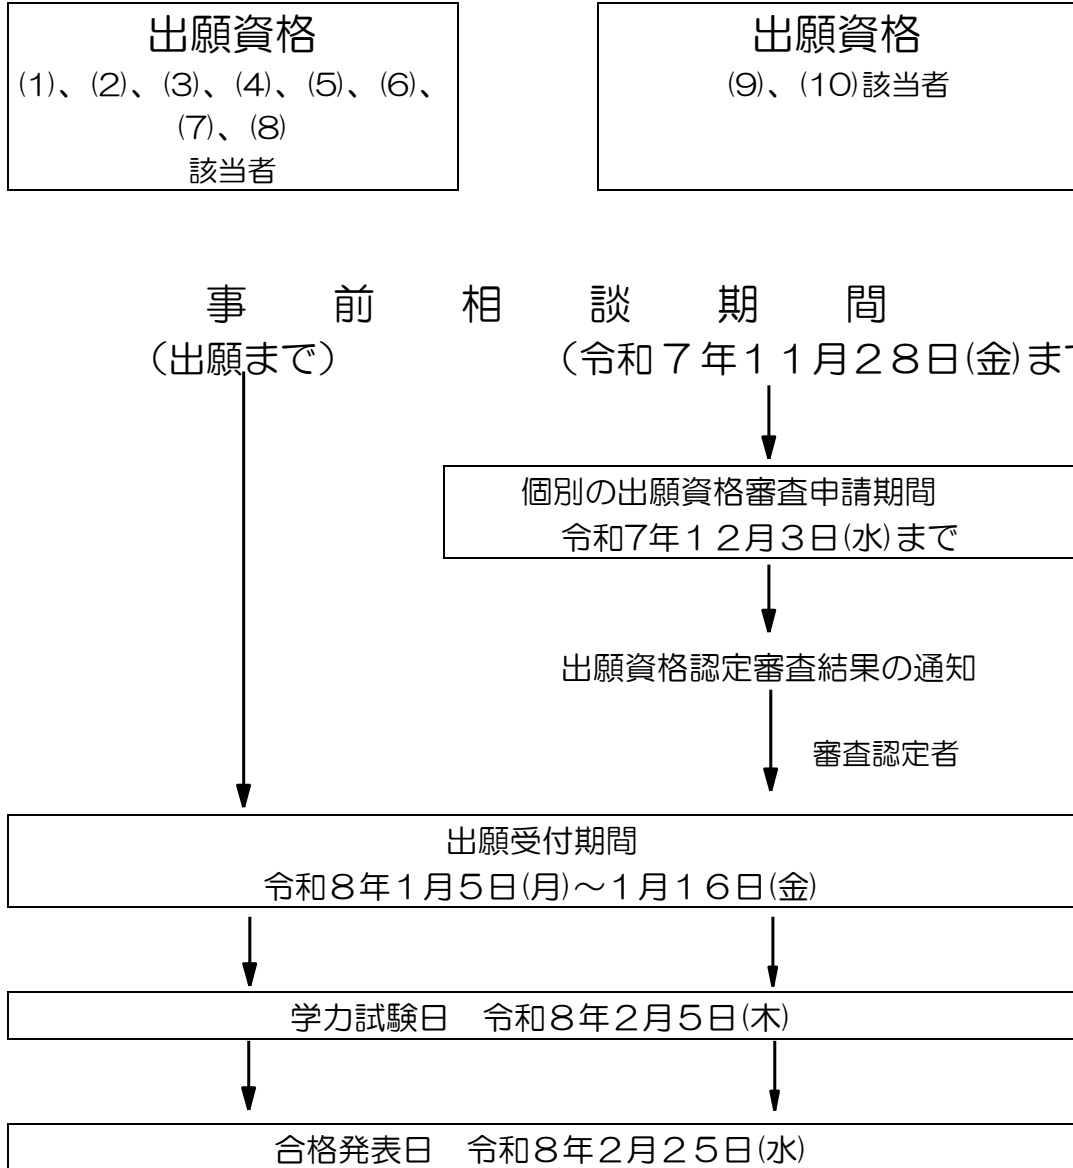 出願資格
(1)、(2)、(3)、(4)、(5)、(6)、
(7)、(8)
該当者
出願資格
(9)、(10)該当者
事前相談期間
(出願まで)
(令和7年11月28日(金)まで
個別の出願資格審査申請期間
令和7年12月3日(水)まで
出願資格認定審査結果の通知
審査認定者
出願受付期間
令和8年1月5日(月)~1月16日(金)
学力試験日 令和8年2月5日(木)
合格発表日 令和8年2月25日(水)